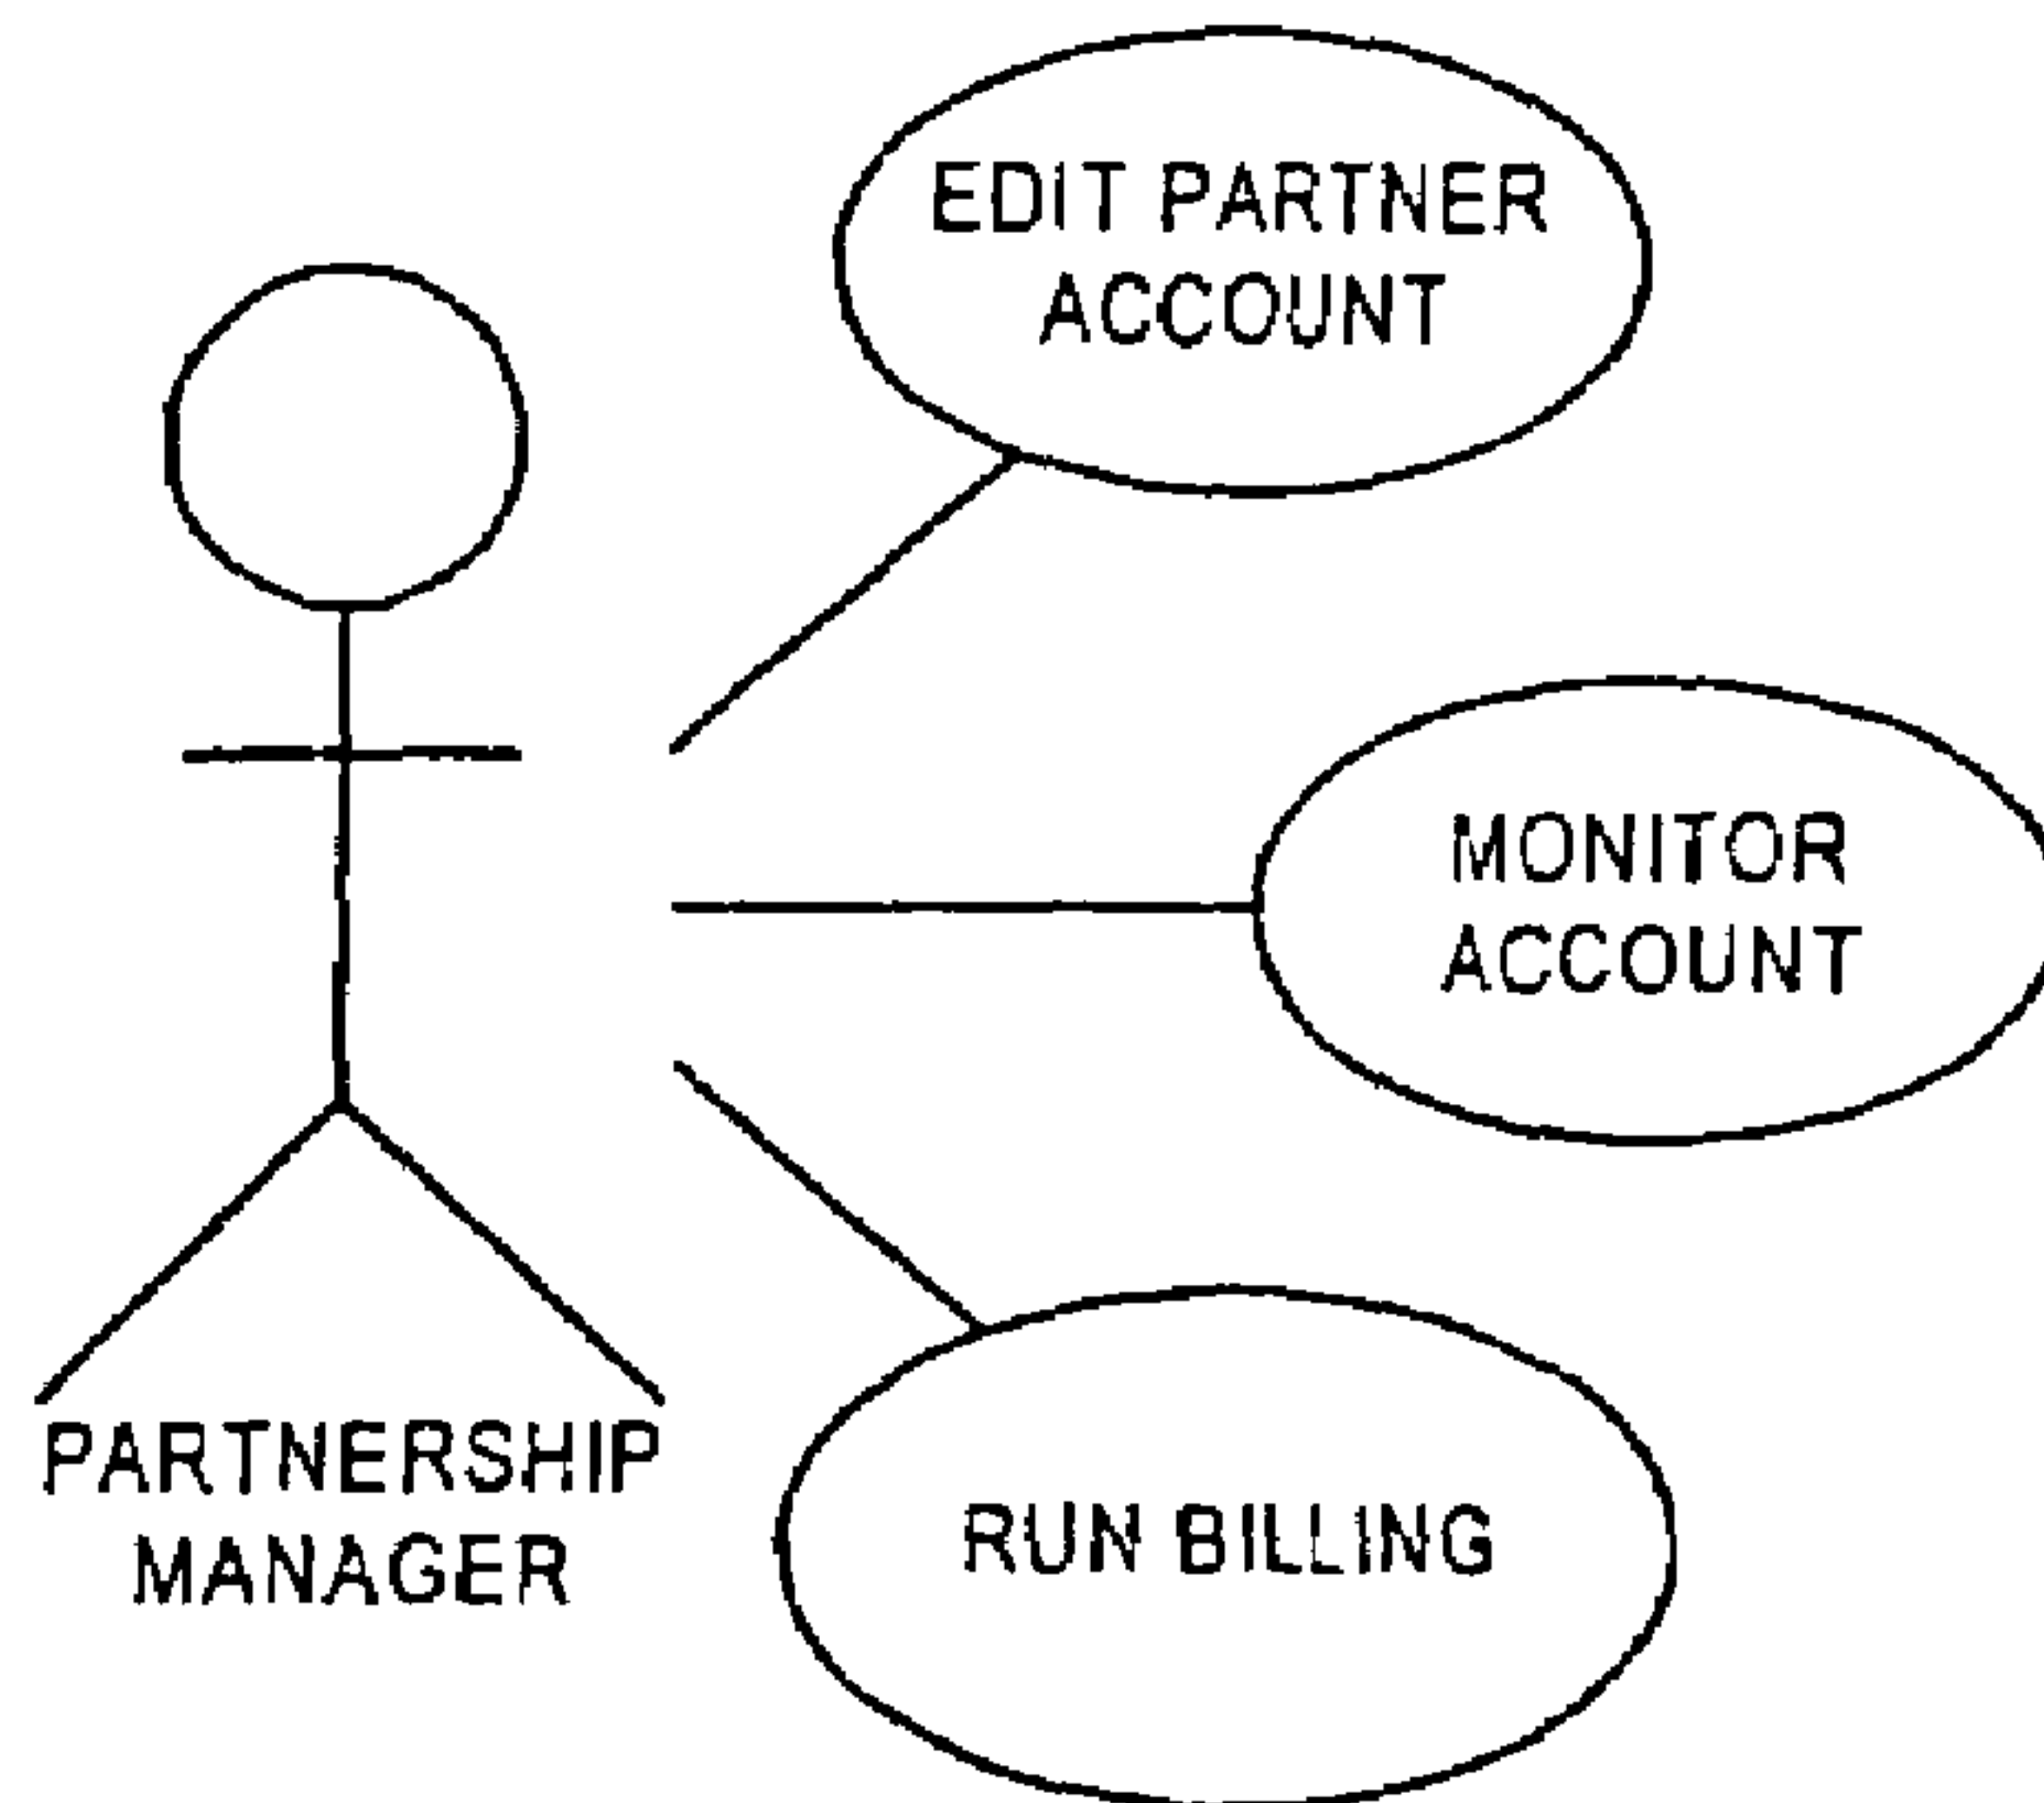 EDIT PARTNER
ACCOUNT
MONITOR
ACCOUNT
PARTNERSHIP
MANAGER
RUN BILLING